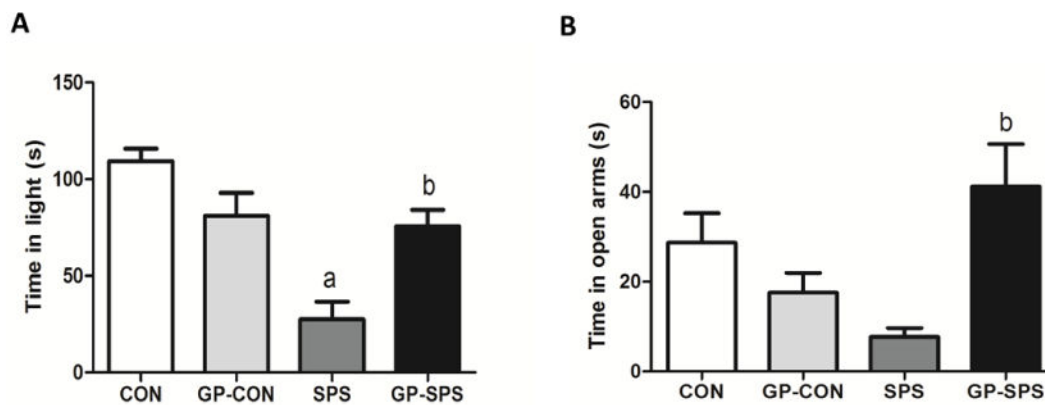 A
Time in light (s)
150
100
50
0
a
b
CON GP-CON SPS GP-SPS
B
Time in open arms (s)
60
40
20
0
b
CON GP-CON SPS GP-SPS